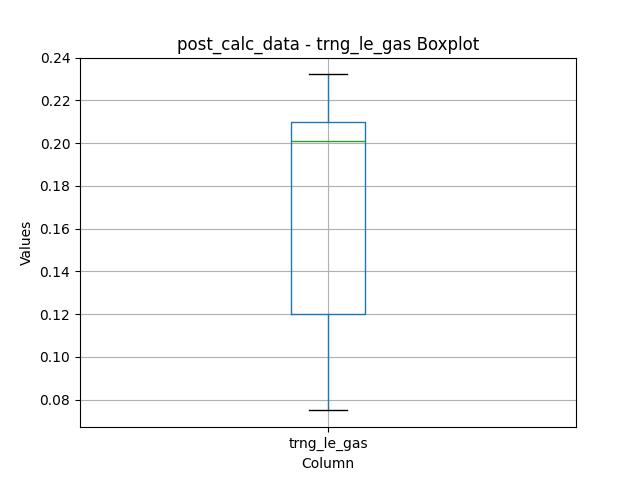 post_calc_data - trng_le_gas Boxplot
0.24
0.22
0.20
0.18
0.16
0.14
0.12
0.10
0.08
Values
trng_le_gas
Column